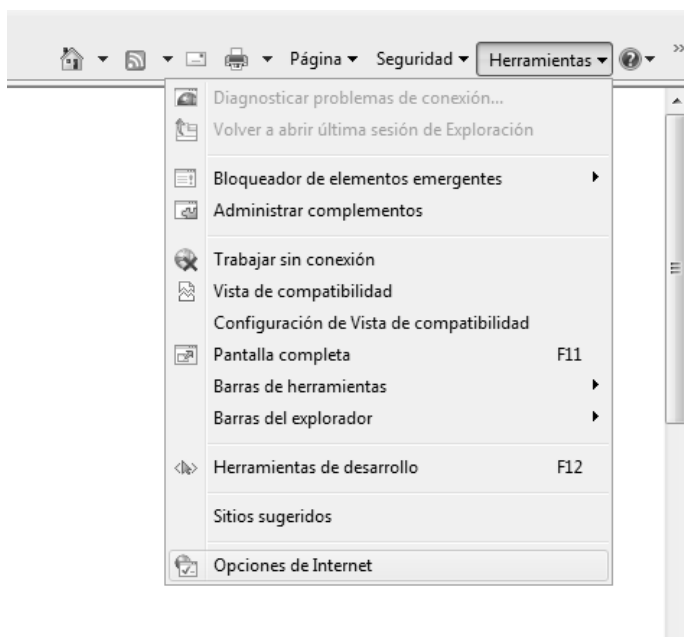 Página Seguridad Herramientas
Diagnosticar problemas de conexión...
Volver a abrir última sesión de Exploración
Bloqueador de elementos emergentes
Administrar complementos
Trabajar sin conexión
Vista de compatibilidad
Configuración de Vista de compatibilidad
Pantalla completa F11
Barras de herramientas
Barras del explorador
Herramientas de desarrollo F12
Sitios sugeridos
Opciones de Internet